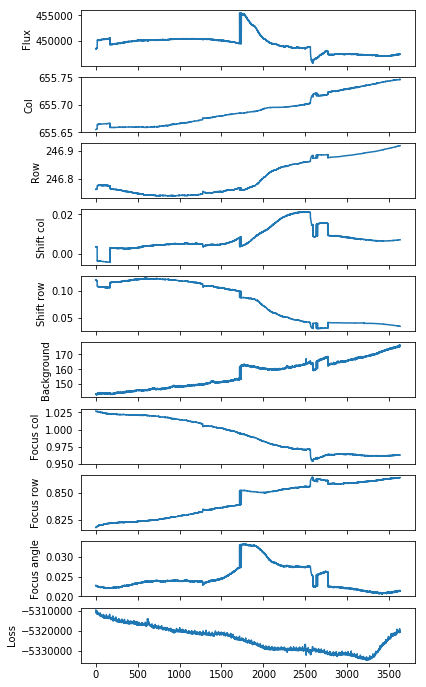 Flux
455000
450000
Col
655.75
655.70
655.65
Row
246.9
246.8
Shift col
0.02
0.00
Shift row
0.10
0.05
Background
170
160
150
Focus col
1.025
1.000
0.975
0.950
Focus row
0.850
0.825
Focus angle
0.030
0.025
0.020
Loss
−5310000
−5320000
−5330000
0 500 1000 1500 2000 2500 3000 3500